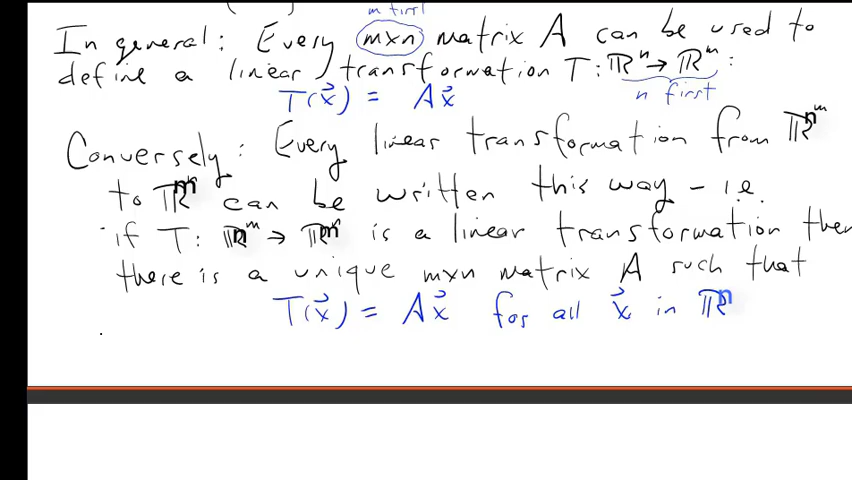 m first
In general: Every m×n matrix A can be used to
define a linear transformation T: ℝⁿ → ℝᵐ:
n first
T(x⃗) = Ax⃗
Conversely: Every linear transformation from ℝⁿ
to ℝᵐ can be written this way – i.e.
if T: ℝⁿ → ℝᵐ is a linear transformation then
there is a unique m×n matrix A such that
T(x⃗) = Ax⃗ for all x⃗ in ℝⁿ